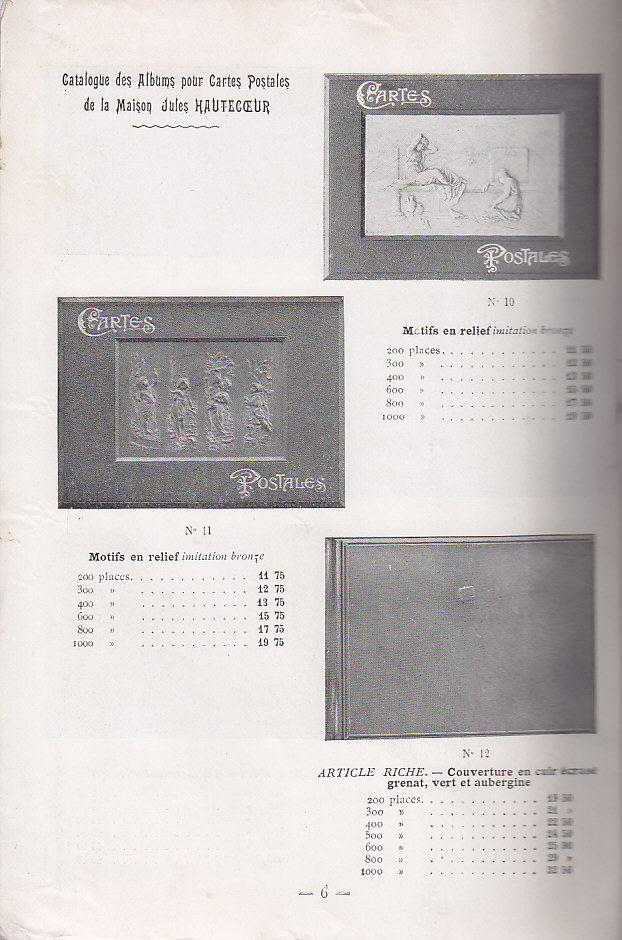 Catalogue des Albums pour Cartes Postales
de la Maison Jules HAUTECŒUR
CARTES
POSTALES
N° 10
Motifs en relief imitation bronze
200 places
300 »
400 »
600 »
800 »
1000 »
CARTES
POSTALES
N° 11
Motifs en relief imitation bronze
200 places. 11 75
300 » 12 75
400 » 13 75
600 » 15 75
800 » 17 75
1000 » 19 75
N° 12
ARTICLE RICHE. — Couverture en cuir écrasé
grenat, vert et aubergine
200 places
300 »
400 »
500 »
600 »
800 »
1000 »
— 6 —